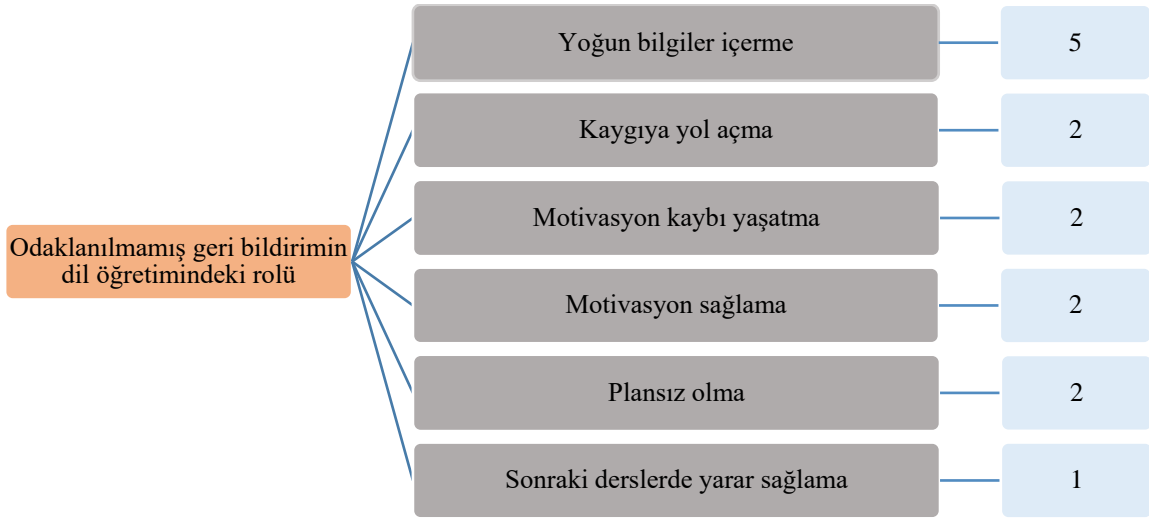 Odaklanılmamış geri bildirimin
dil öğretimindeki rolü
Yoğun bilgiler içerme
5
Kaygıya yol açma
2
Motivasyon kaybı yaşatma
2
Motivasyon sağlama
2
Plansız olma
2
Sonraki derslerde yarar sağlama
1